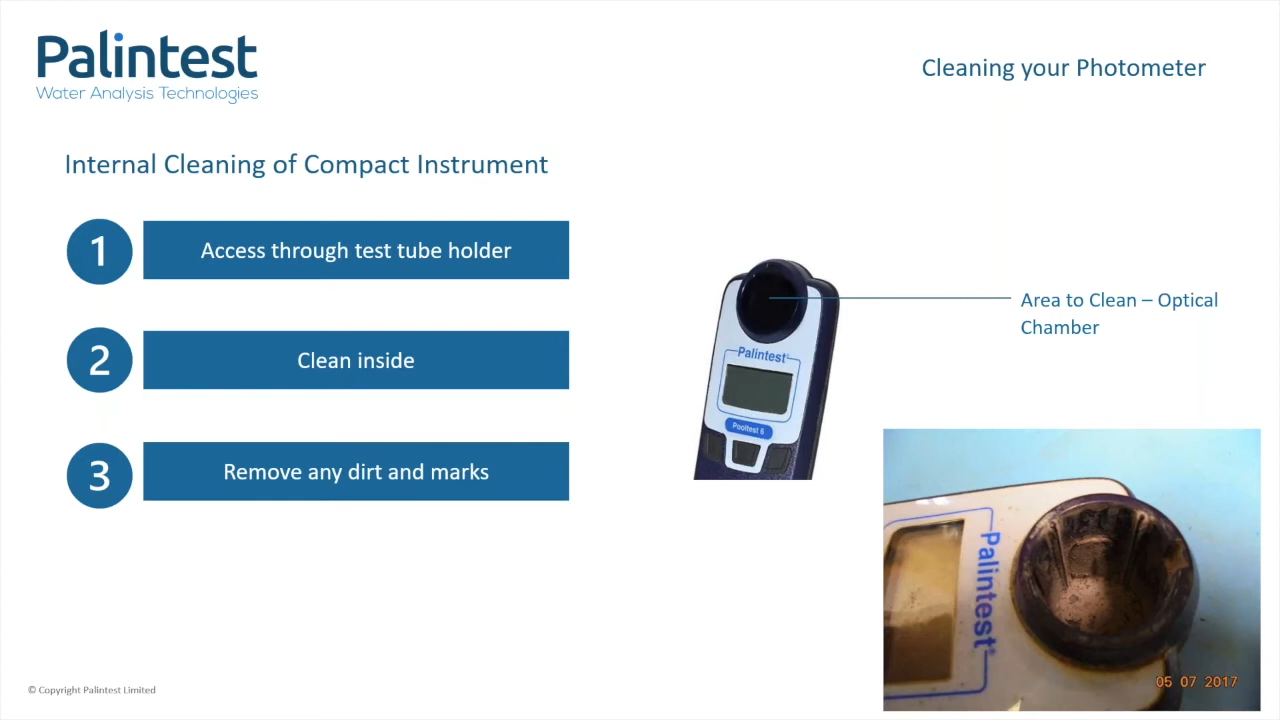 Palintest
Water Analysis Technologies
Cleaning your Photometer
Internal Cleaning of Compact Instrument
1
Access through test tube holder
2
Clean inside
3
Remove any dirt and marks
Palintest®
Pooltest 6
Area to Clean – Optical
Chamber
Palintest®
05 07 2017
© Copyright Palintest Limited